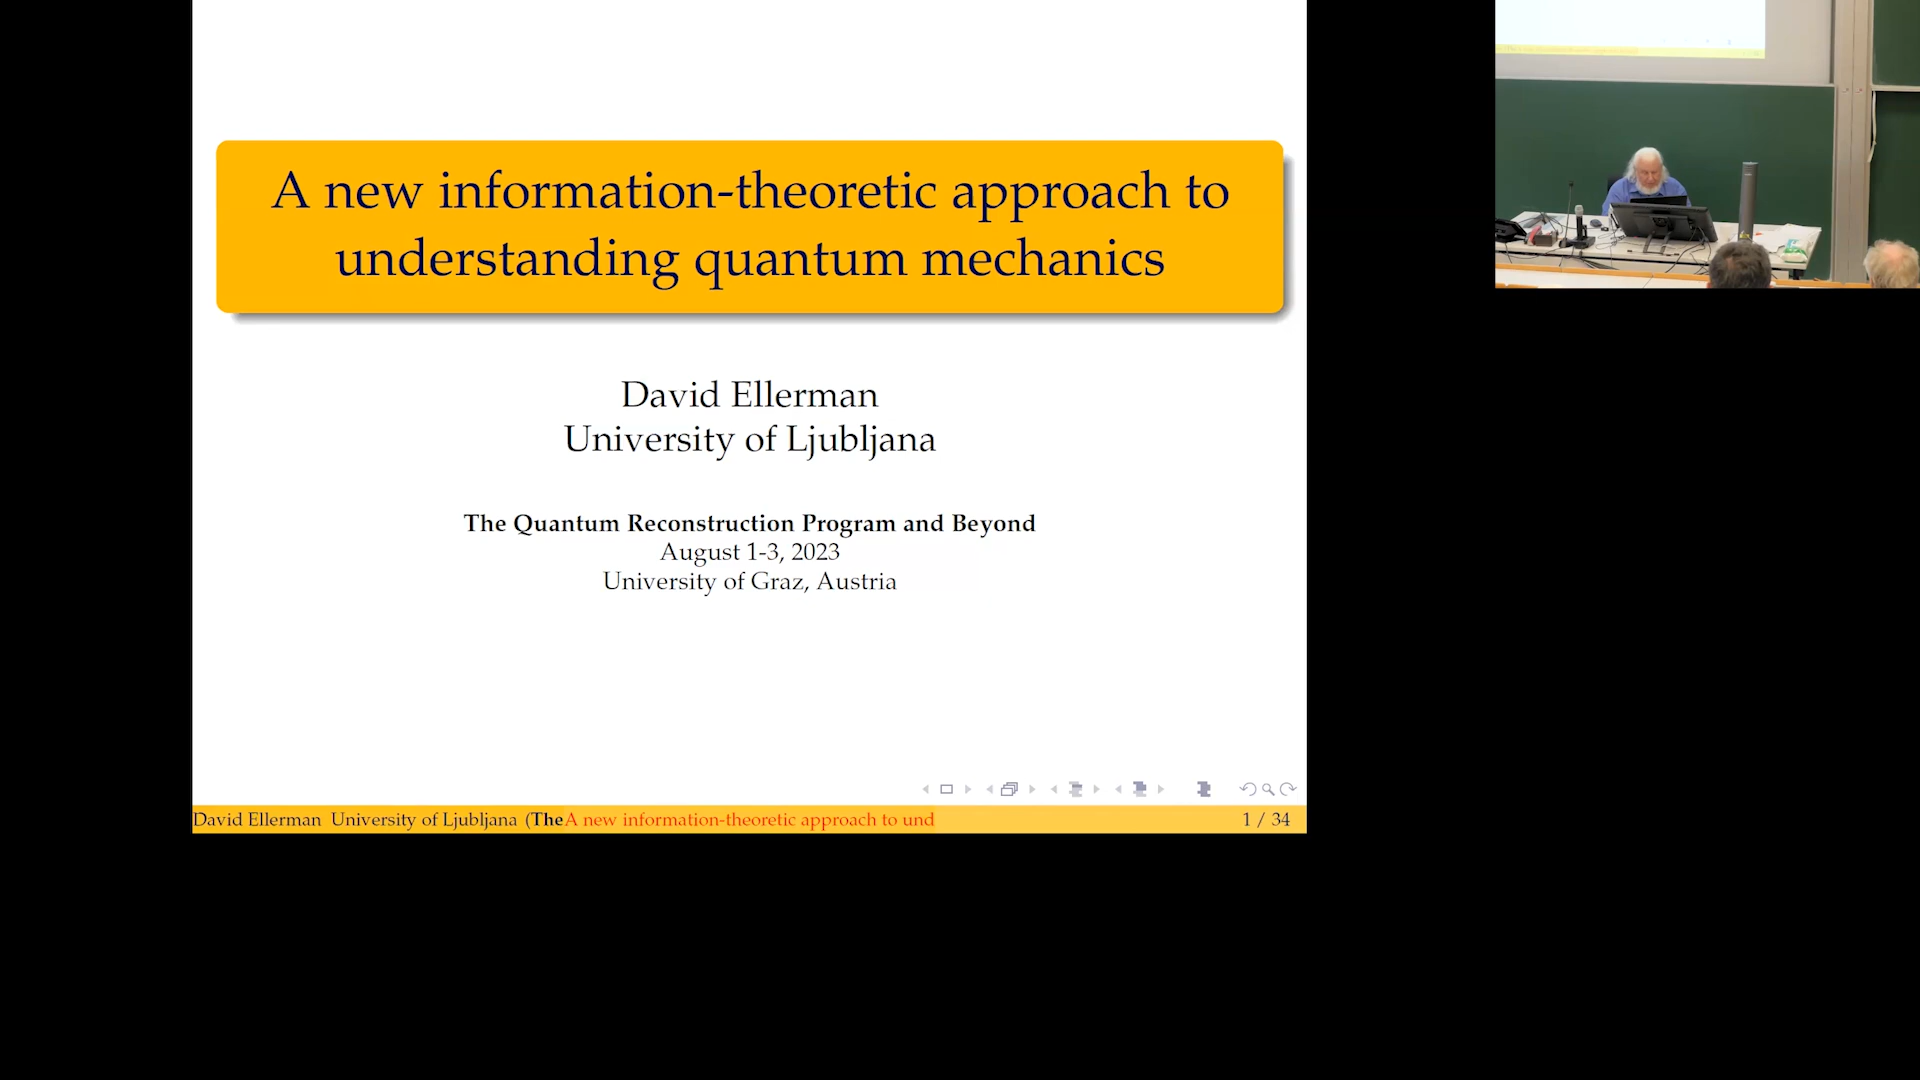 A new information-theoretic approach to
understanding quantum mechanics
David Ellerman
University of Ljubljana
The Quantum Reconstruction Program and Beyond
August 1-3, 2023
University of Graz, Austria
David Ellerman University of Ljubljana (The A new information-theoretic approach to und 1 / 34